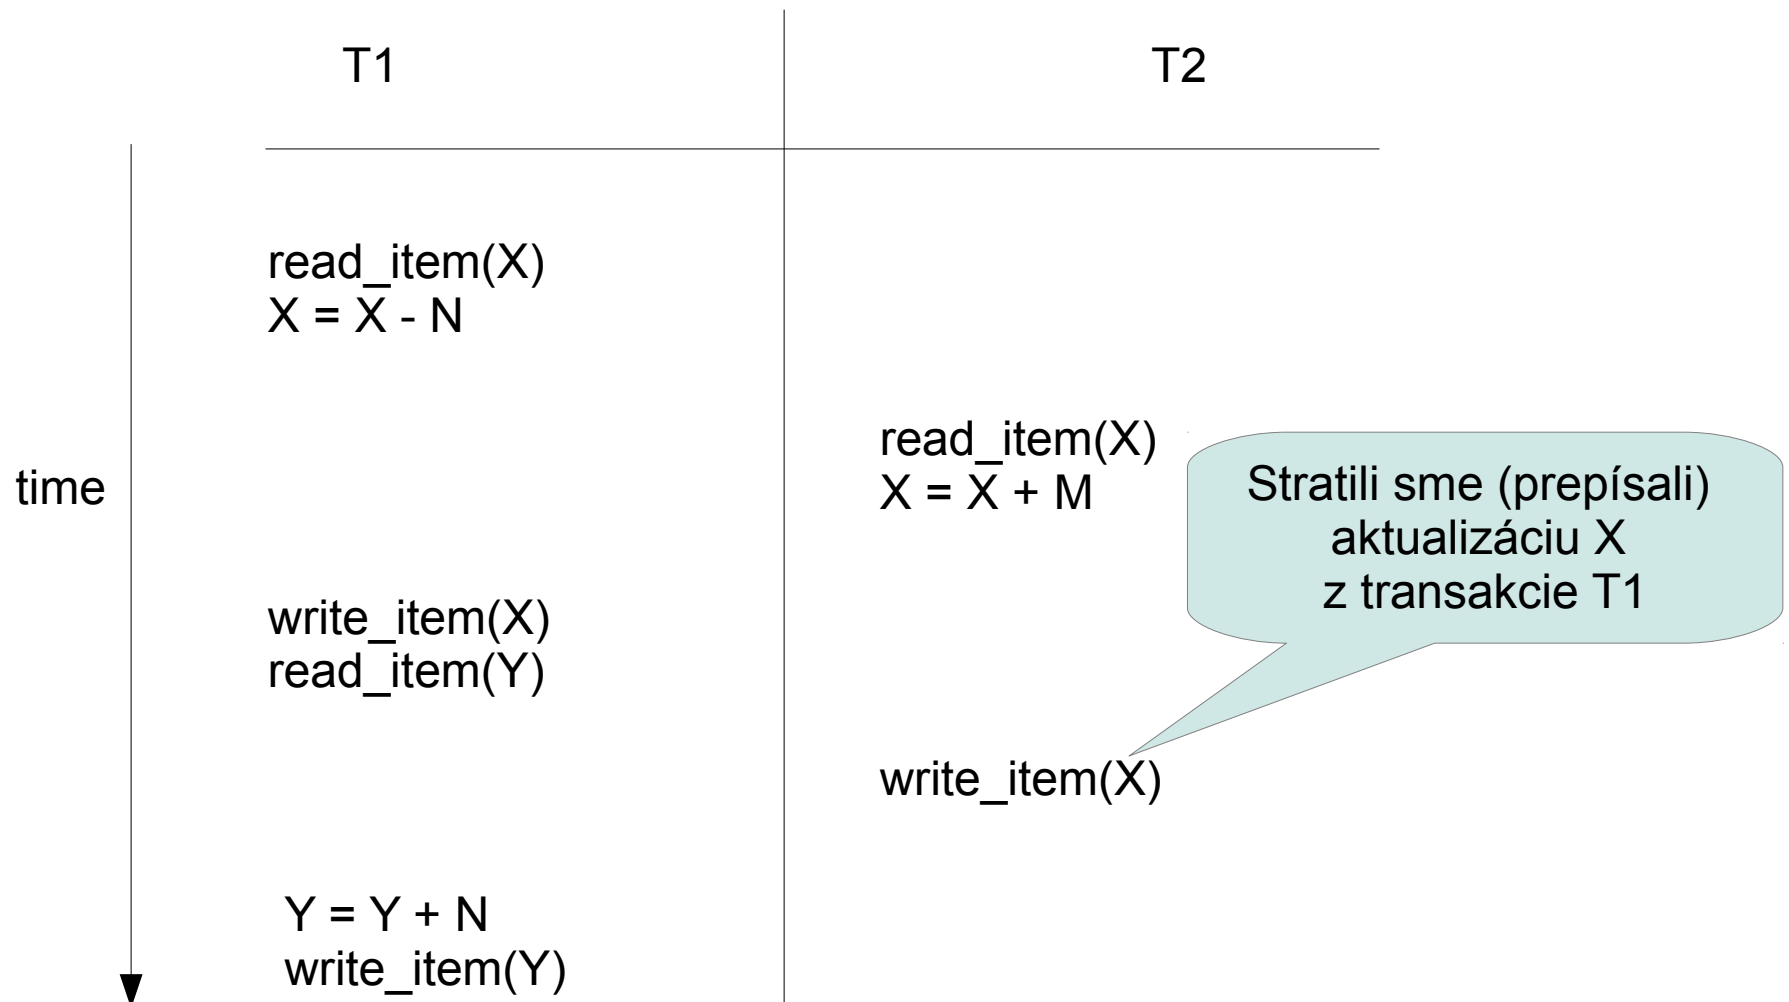 T1
T2
read_item(X)
X = X - N
read_item(X)
X = X + M
time
Stratili sme (prepísali)
aktualizáciu X
z transakcie T1
write_item(X)
read_item(Y)
write_item(X)
Y = Y + N
write_item(Y)